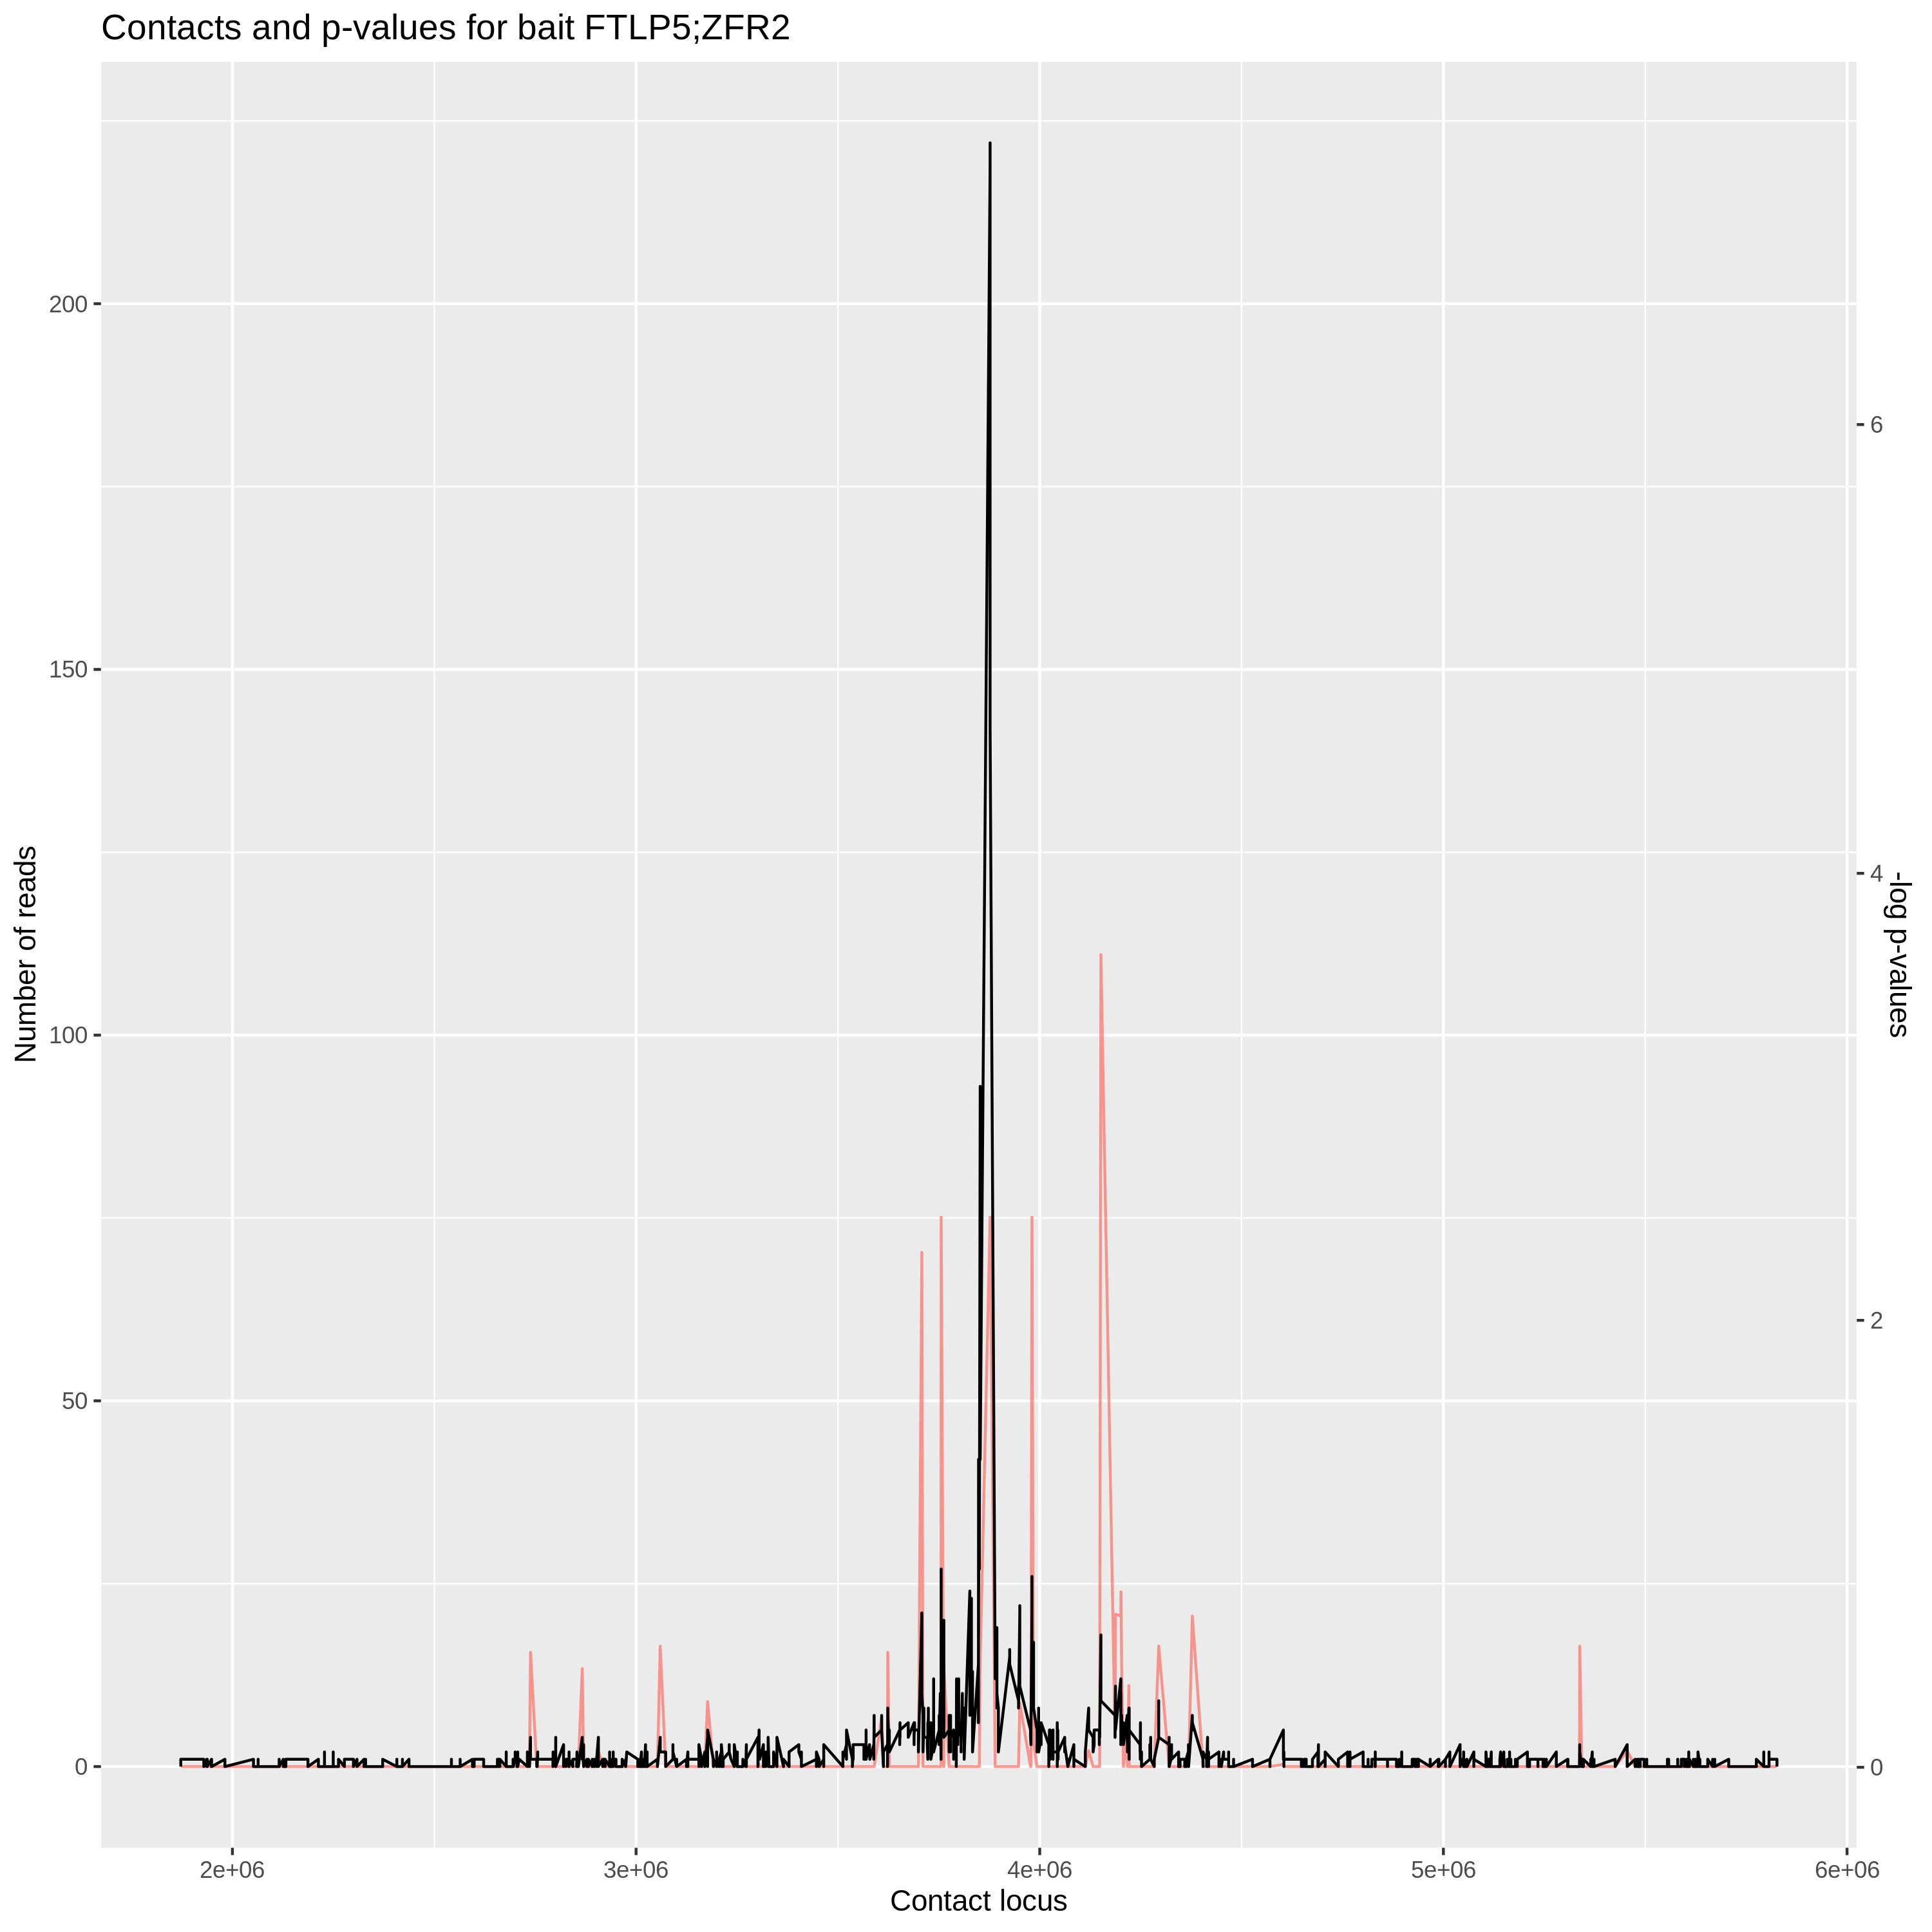 Contacts and p-values for bait FTLP5;ZFR2
200
150
100
50
0
Number of reads
6
4
2
0
-log p-values
2e+06
3e+06
4e+06
5e+06
6e+06
Contact locus